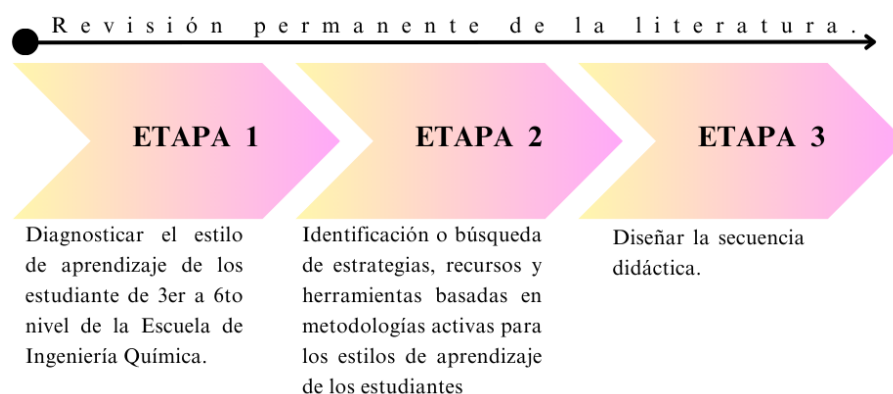 Revisión permanente de la literatura.
ETAPA 1
Diagnosticar el estilo
de aprendizaje de los
estudiante de 3er a 6to
nivel de la Escuela de
Ingeniería Química.
ETAPA 2
Identificación o búsqueda
de estrategias, recursos y
herramientas basadas en
metodologías activas para
los estilos de aprendizaje
de los estudiantes
ETAPA 3
Diseñar la secuencia
didáctica.